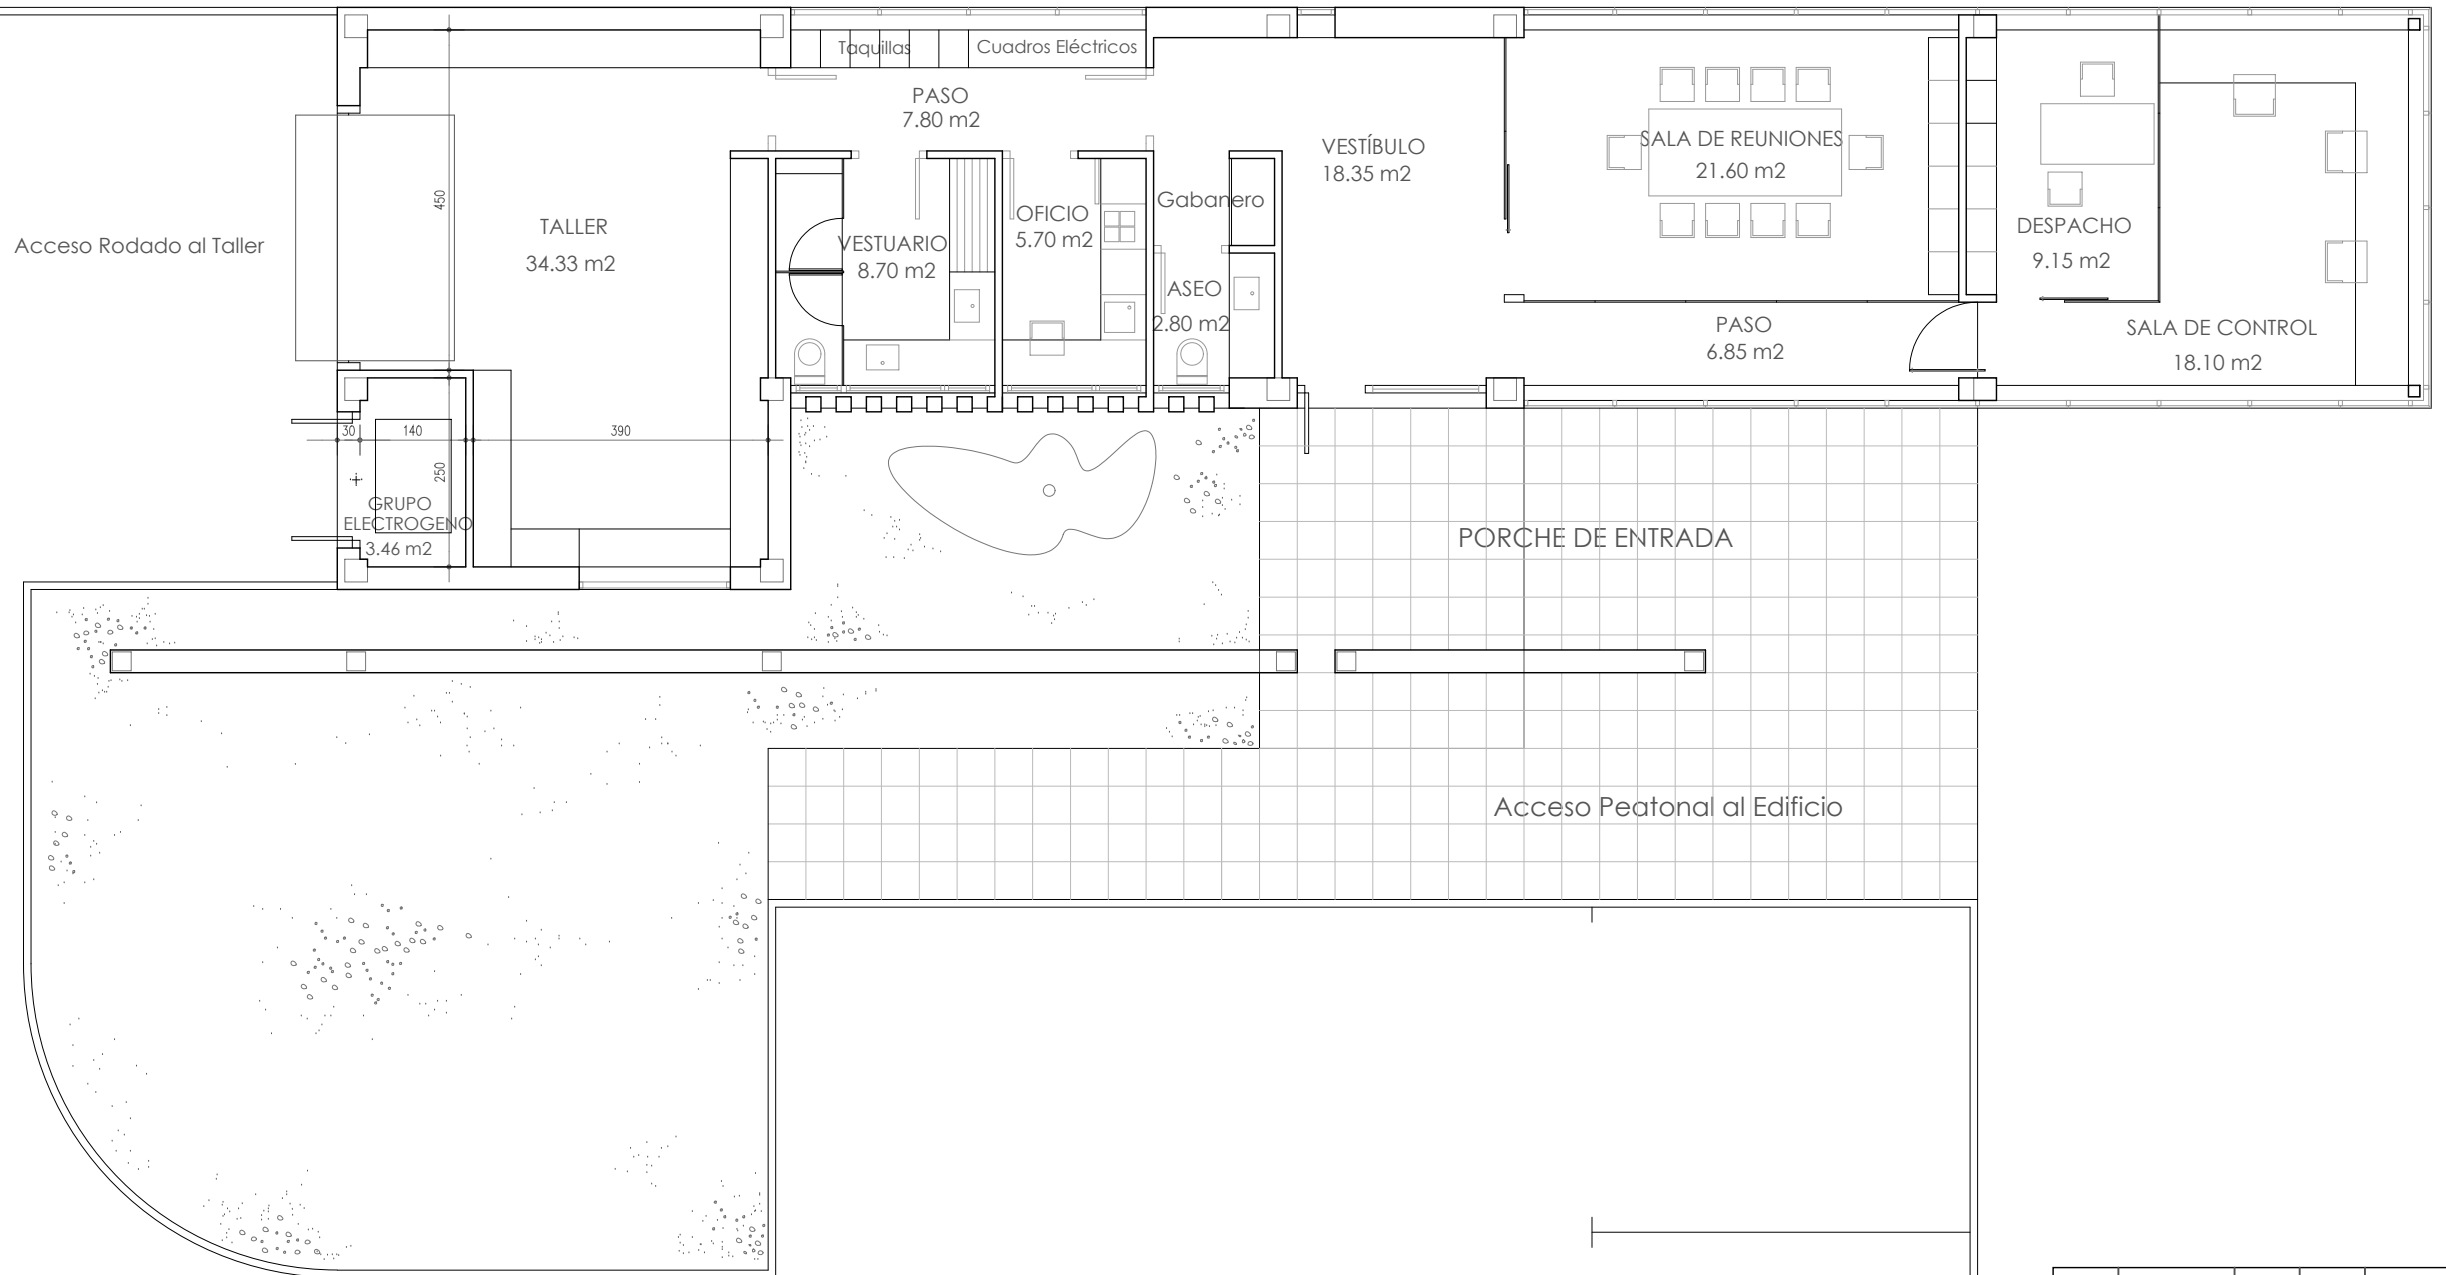 Taquillas
Cuadros Eléctricos
PASO
7.80 m2
VESTÍBULO
18.35 m2
SALA DE REUNIONES
21.60 m2
Acceso Rodado al Taller
450
TALLER
34.33 m2
VESTUARIO
8.70 m2
OFICIO
5.70 m2
Gabanero
ASEO
2.80 m2
DESPACHO
9.15 m2
PASO
6.85 m2
SALA DE CONTROL
18.10 m2
30
140
390
250
GRUPO
ELECTROGENO
3.46 m2
PORCHE DE ENTRADA
Acceso Peatonal al Edificio